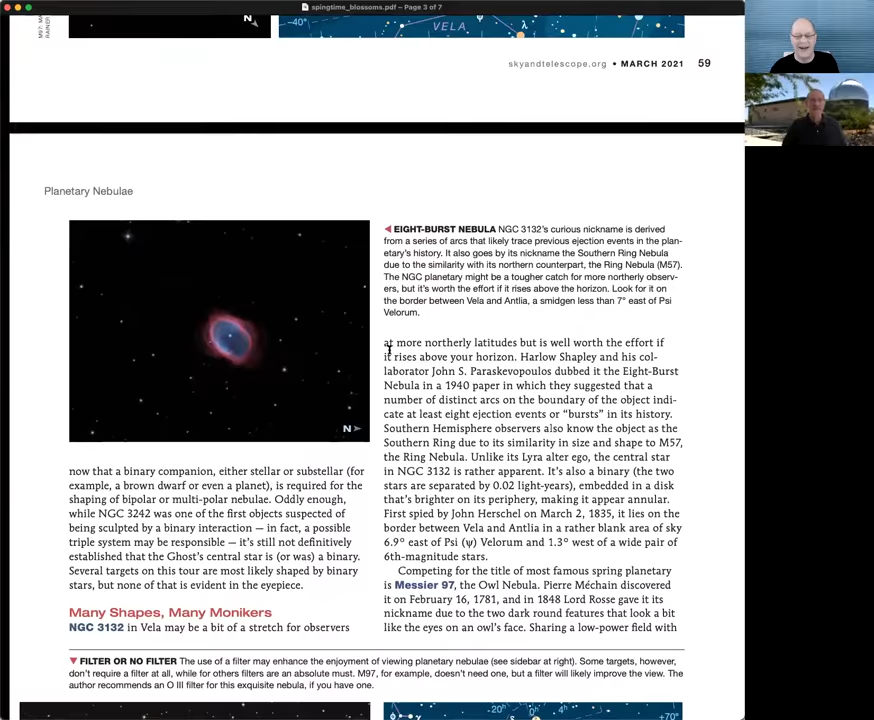 spingtime_blossoms.pdf – Page 3 of 7
M97: M
RAINER
N
–40°
VELA
ψ
λ
skyandtelescope.org • MARCH 2021 59
Planetary Nebulae
N
◀ EIGHT-BURST NEBULA NGC 3132's curious nickname is derived
from a series of arcs that likely trace previous ejection events in the plan-
etary's history. It also goes by its nickname the Southern Ring Nebula
due to the similarity with its northern counterpart, the Ring Nebula (M57).
The NGC planetary might be a tougher catch for more northerly observ-
ers, but it's worth the effort if it rises above the horizon. Look for it on
the border between Vela and Antlia, a smidgen less than 7° east of Psi
Velorum.
now that a binary companion, either stellar or substellar (for
example, a brown dwarf or even a planet), is required for the
shaping of bipolar or multi-polar nebulae. Oddly enough,
while NGC 3242 was one of the first objects suspected of
being sculpted by a binary interaction — in fact, a possible
triple system may be responsible — it's still not definitively
established that the Ghost's central star is (or was) a binary.
Several targets on this tour are most likely shaped by binary
stars, but none of that is evident in the eyepiece.
Many Shapes, Many Monikers
NGC 3132 in Vela may be a bit of a stretch for observers
at more northerly latitudes but is well worth the effort if
it rises above your horizon. Harlow Shapley and his col-
laborator John S. Paraskevopoulos dubbed it the Eight-Burst
Nebula in a 1940 paper in which they suggested that a
number of distinct arcs on the boundary of the object indi-
cate at least eight ejection events or “bursts” in its history.
Southern Hemisphere observers also know the object as the
Southern Ring due to its similarity in size and shape to M57,
the Ring Nebula. Unlike its Lyra alter ego, the central star
in NGC 3132 is rather apparent. It's also a binary (the two
stars are separated by 0.02 light-years), embedded in a disk
that's brighter on its periphery, making it appear annular.
First spied by John Herschel on March 2, 1835, it lies on the
border between Vela and Antlia in a rather blank area of sky
6.9° east of Psi (ψ) Velorum and 1.3° west of a wide pair of
6th-magnitude stars.
Competing for the title of most famous spring planetary
is Messier 97, the Owl Nebula. Pierre Méchain discovered
it on February 16, 1781, and in 1848 Lord Rosse gave it its
nickname due to the two dark round features that look a bit
like the eyes on an owl's face. Sharing a low-power field with
▼ FILTER OR NO FILTER The use of a filter may enhance the enjoyment of viewing planetary nebulae (see sidebar at right). Some targets, however,
don't require a filter at all, while for others filters are an absolute must. M97, for example, doesn't need one, but a filter will likely improve the view. The
author recommends an O III filter for this exquisite nebula, if you have one.
–20°
0h
4h
+70°